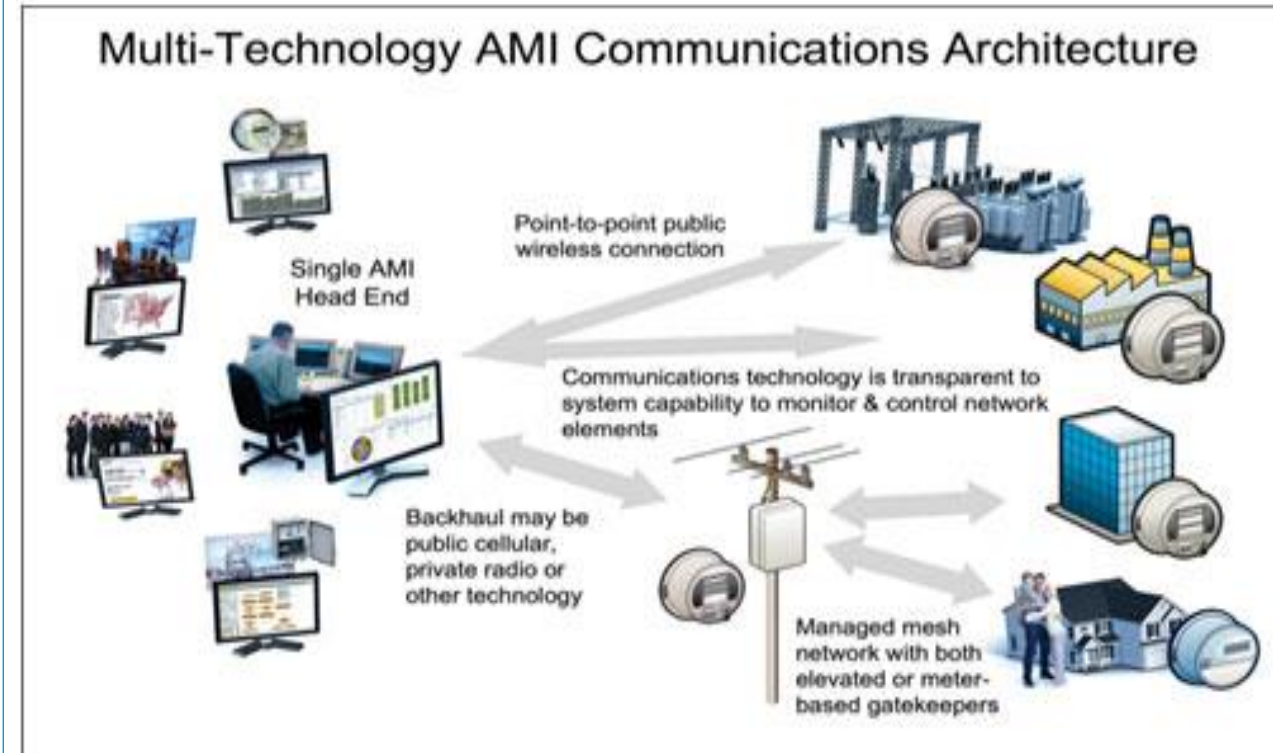 Multi-Technology AMI Communications Architecture
Point-to-point public
wireless connection
Single AMI
Head End
Communications technology is transparent to
system capability to monitor & control network
elements
Backhaul may be
public cellular,
private radio or
other technology
Managed mesh
network with both
elevated or meter-
based gatekeepers